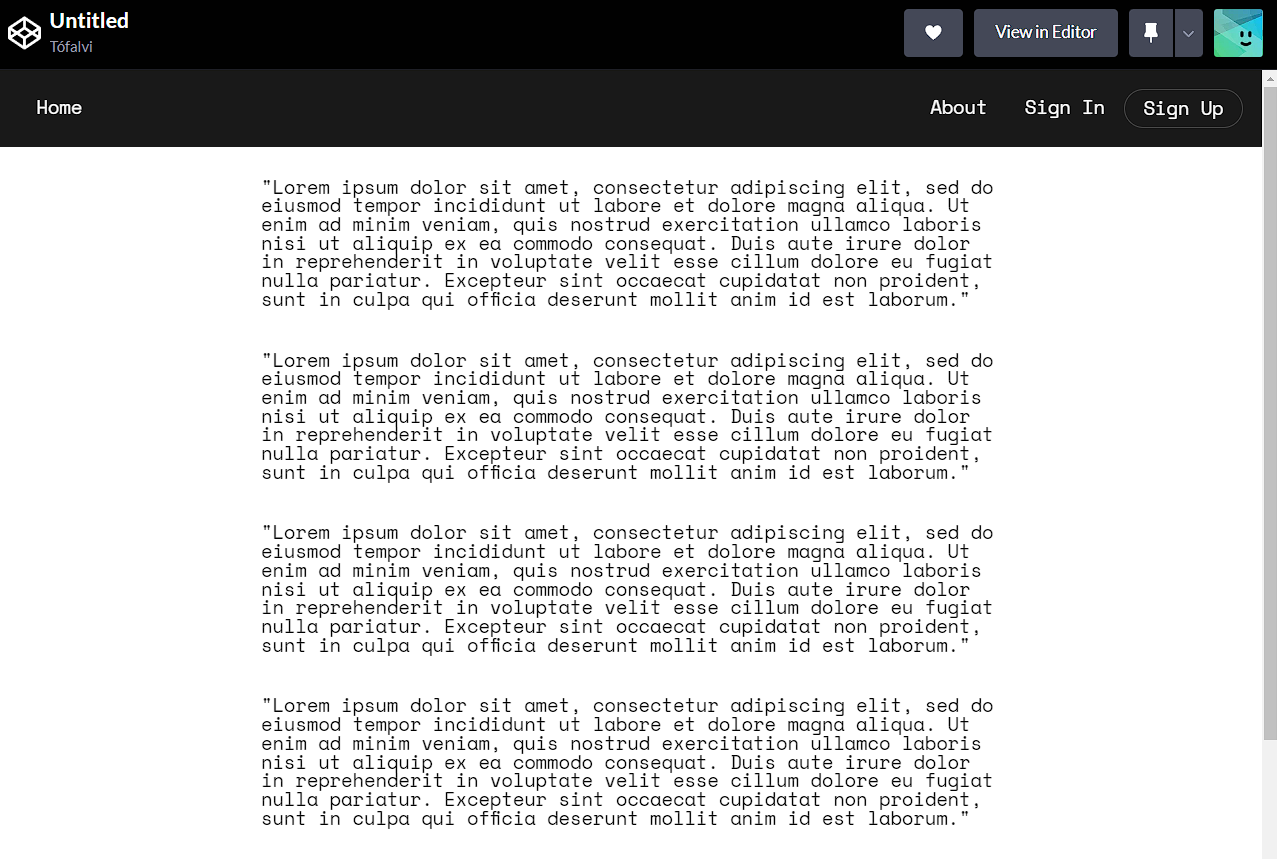 Untitled
Tófalvi
View in Editor
Home
About
Sign In
Sign Up
"Lorem ipsum dolor sit amet, consectetur adipiscing elit, sed do
eiusmod tempor incididunt ut labore et dolore magna aliqua. Ut
enim ad minim veniam, quis nostrud exercitation ullamco laboris
nisi ut aliquip ex ea commodo consequat. Duis aute irure dolor
in reprehenderit in voluptate velit esse cillum dolore eu fugiat
nulla pariatur. Excepteur sint occaecat cupidatat non proident,
sunt in culpa qui officia deserunt mollit anim id est laborum."
"Lorem ipsum dolor sit amet, consectetur adipiscing elit, sed do
eiusmod tempor incididunt ut labore et dolore magna aliqua. Ut
enim ad minim veniam, quis nostrud exercitation ullamco laboris
nisi ut aliquip ex ea commodo consequat. Duis aute irure dolor
in reprehenderit in voluptate velit esse cillum dolore eu fugiat
nulla pariatur. Excepteur sint occaecat cupidatat non proident,
sunt in culpa qui officia deserunt mollit anim id est laborum."
"Lorem ipsum dolor sit amet, consectetur adipiscing elit, sed do
eiusmod tempor incididunt ut labore et dolore magna aliqua. Ut
enim ad minim veniam, quis nostrud exercitation ullamco laboris
nisi ut aliquip ex ea commodo consequat. Duis aute irure dolor
in reprehenderit in voluptate velit esse cillum dolore eu fugiat
nulla pariatur. Excepteur sint occaecat cupidatat non proident,
sunt in culpa qui officia deserunt mollit anim id est laborum."
"Lorem ipsum dolor sit amet, consectetur adipiscing elit, sed do
eiusmod tempor incididunt ut labore et dolore magna aliqua. Ut
enim ad minim veniam, quis nostrud exercitation ullamco laboris
nisi ut aliquip ex ea commodo consequat. Duis aute irure dolor
in reprehenderit in voluptate velit esse cillum dolore eu fugiat
nulla pariatur. Excepteur sint occaecat cupidatat non proident,
sunt in culpa qui officia deserunt mollit anim id est laborum."